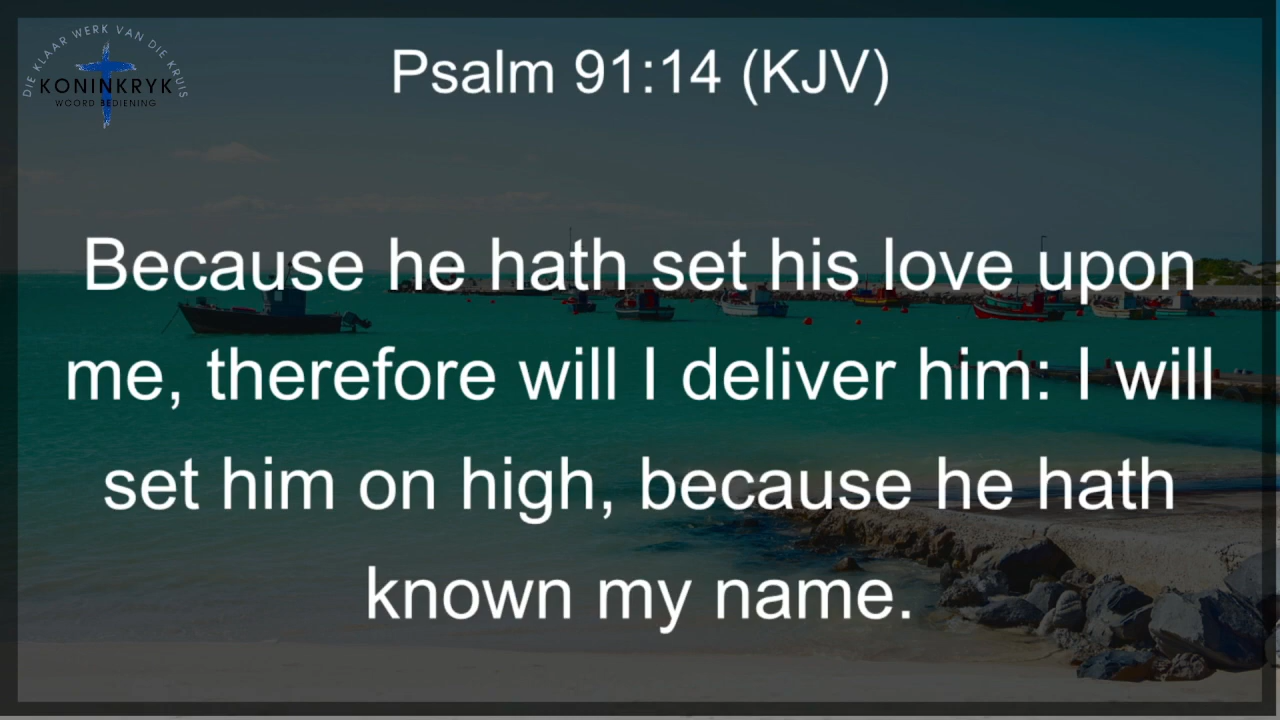 DIE KLAAR WERK VAN DIE KRUIS
KONINKRYK
WOORD BEDIENING
Psalm 91:14 (KJV)
Because he hath set his love upon
me, therefore will I deliver him: I will
set him on high, because he hath
known my name.